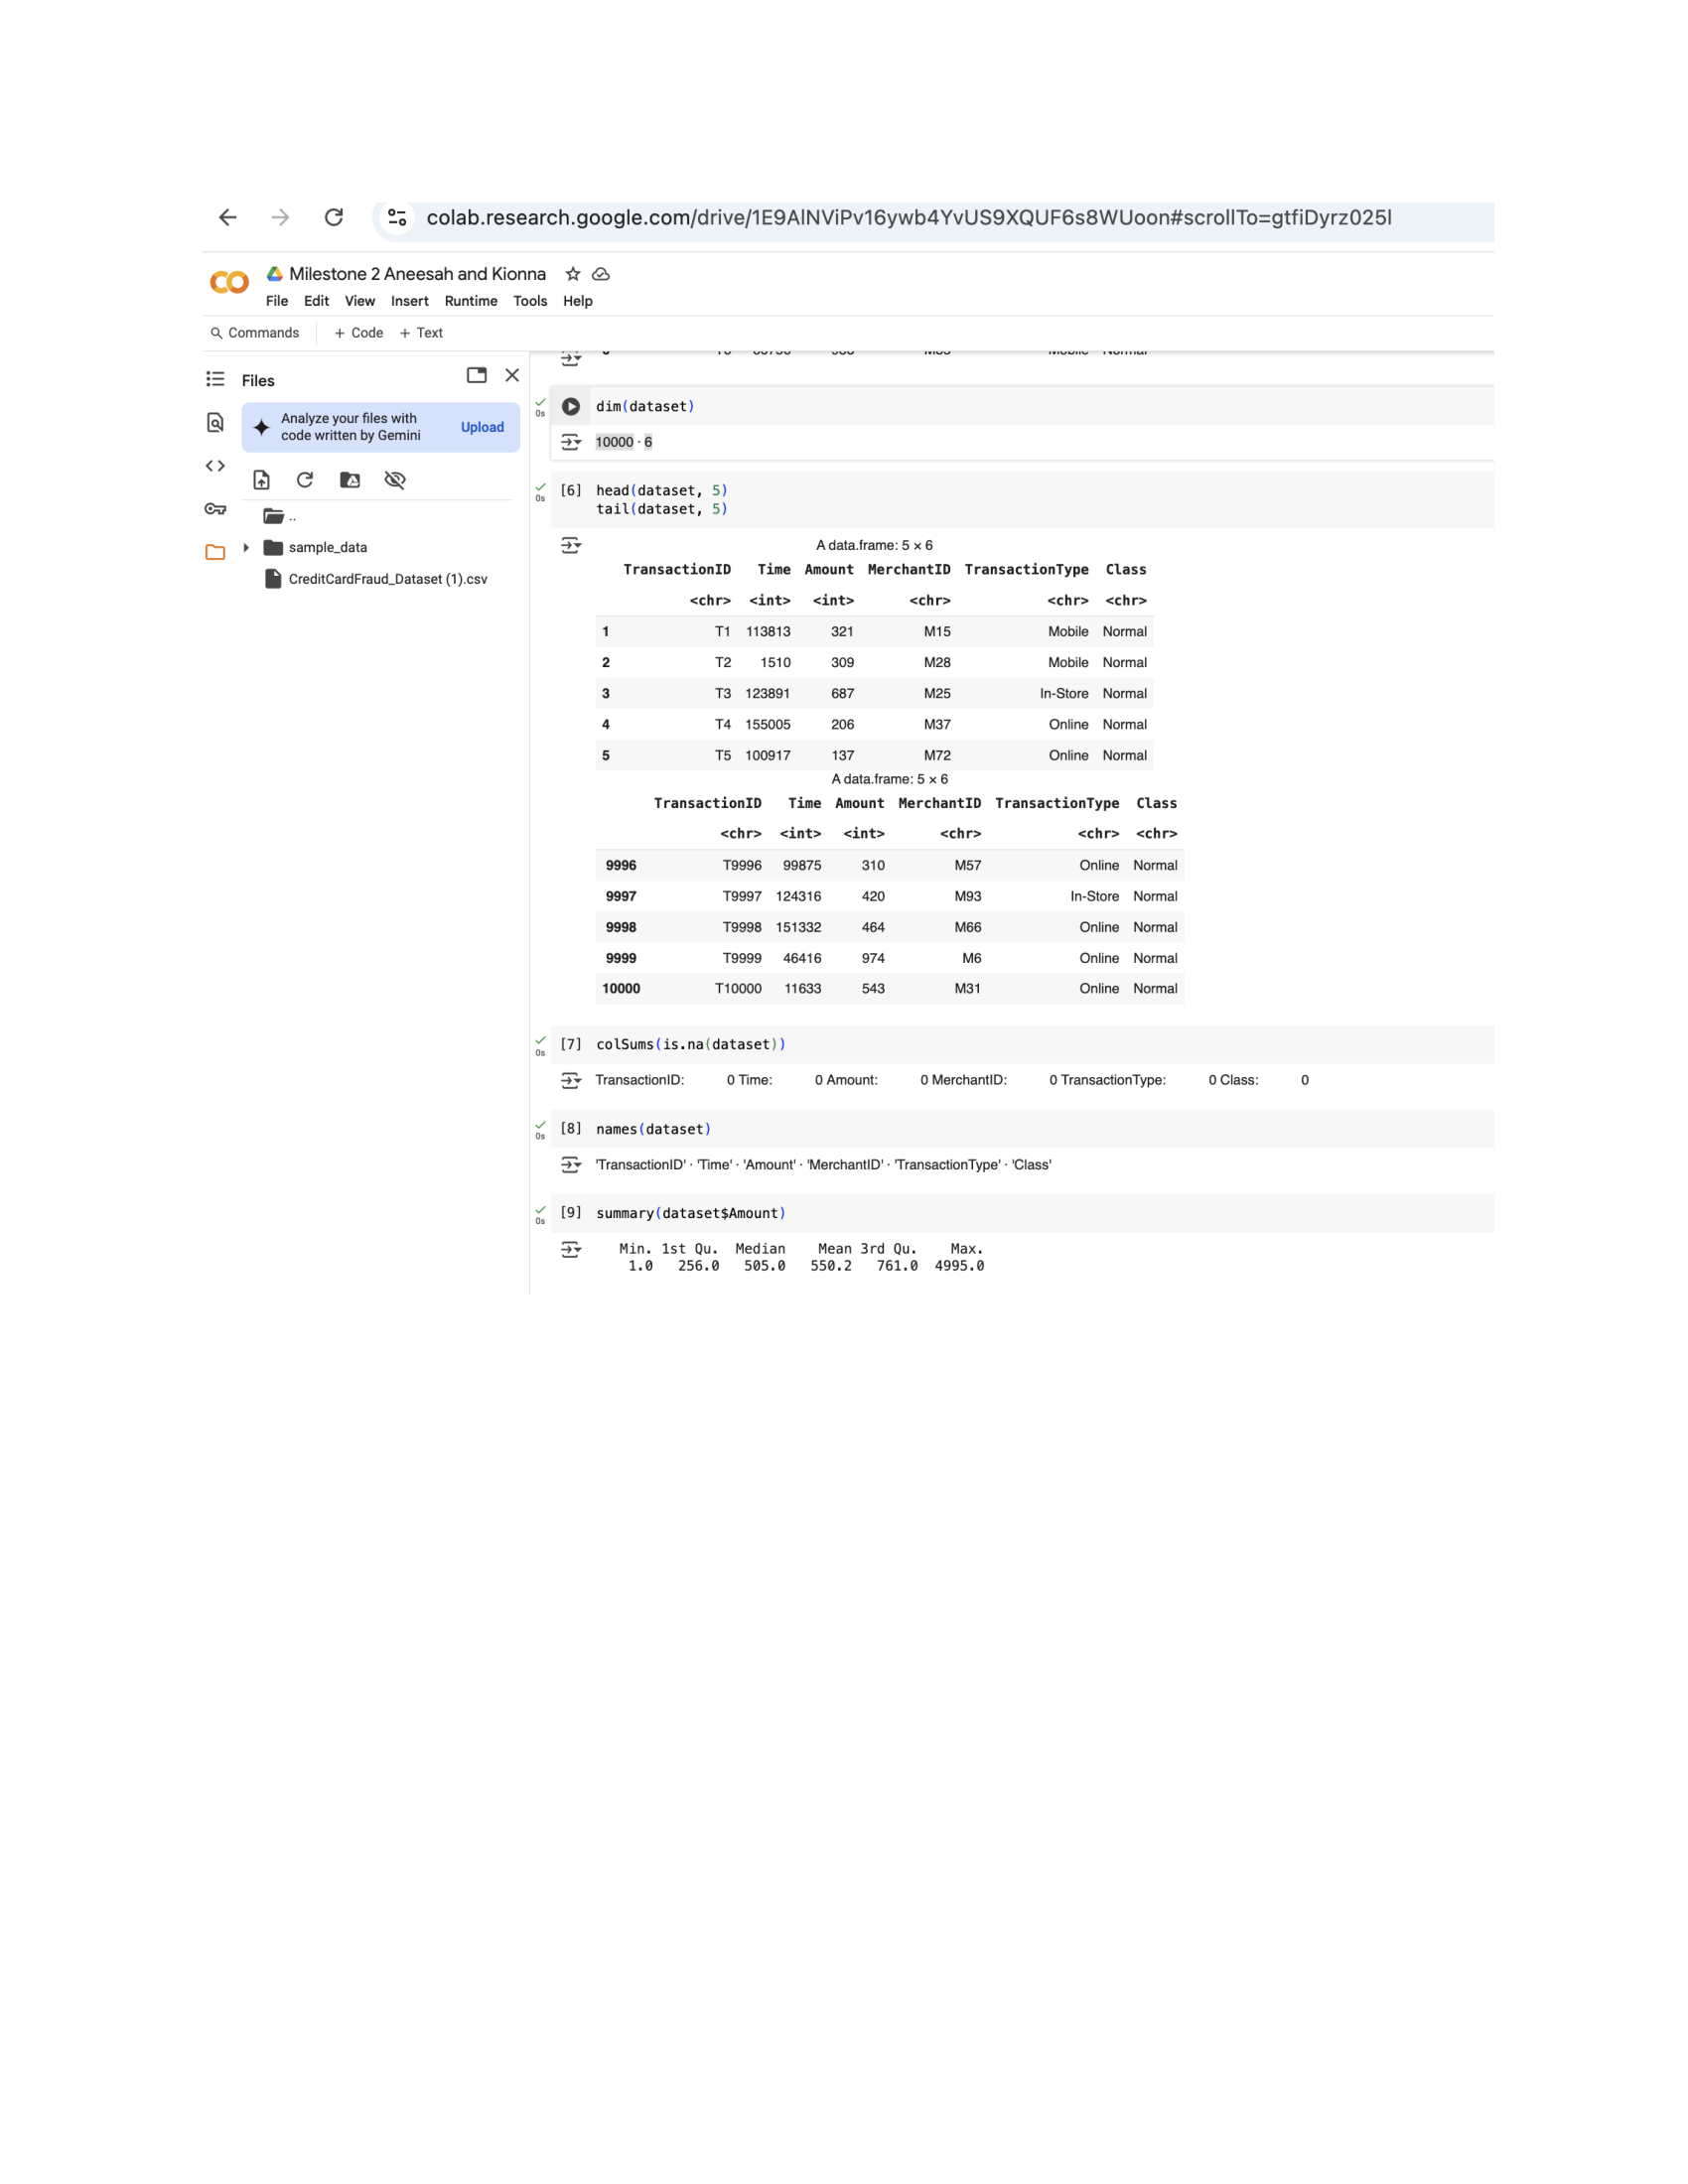 colab.research.google.com/drive/1E9AlNViPv16ywb4YvUS9XQUF6s8WUoon#scrollTo=gtfiDyrz025l
Milestone 2 Aneesah and Kionna
File Edit View Insert Runtime Tools Help
Commands + Code + Text
Files
Analyze your files with
code written by Gemini
Upload
..
sample_data
CreditCardFraud_Dataset (1).csv
0s
dim(dataset)
10000 · 6
0s
[6] head(dataset, 5)
tail(dataset, 5)
A data.frame: 5 × 6
TransactionID Time Amount MerchantID TransactionType Class
<chr> <int> <int> <chr> <chr> <chr>
1 T1 113813 321 M15 Mobile Normal
2 T2 1510 309 M28 Mobile Normal
3 T3 123891 687 M25 In-Store Normal
4 T4 155005 206 M37 Online Normal
5 T5 100917 137 M72 Online Normal
A data.frame: 5 × 6
TransactionID Time Amount MerchantID TransactionType Class
<chr> <int> <int> <chr> <chr> <chr>
9996 T9996 99875 310 M57 Online Normal
9997 T9997 124316 420 M93 In-Store Normal
9998 T9998 151332 464 M66 Online Normal
9999 T9999 46416 974 M6 Online Normal
10000 T10000 11633 543 M31 Online Normal
0s
[7] colSums(is.na(dataset))
TransactionID: 0 Time: 0 Amount: 0 MerchantID: 0 TransactionType: 0 Class: 0
0s
[8] names(dataset)
'TransactionID' · 'Time' · 'Amount' · 'MerchantID' · 'TransactionType' · 'Class'
0s
[9] summary(dataset$Amount)
Min. 1st Qu. Median Mean 3rd Qu. Max.
1.0 256.0 505.0 550.2 761.0 4995.0